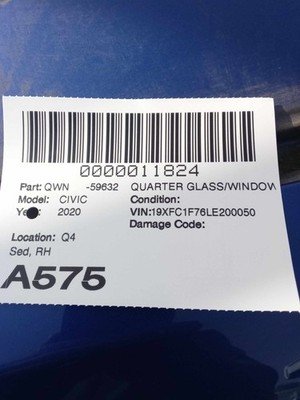 0000011824
Part: QWN -59632 QUARTER GLASS/WINDOW
Model: CIVIC Condition:
2020 VIN:19XFC1F76LE200050
Damage Code:
Location: Q4
Sed, RH
A575